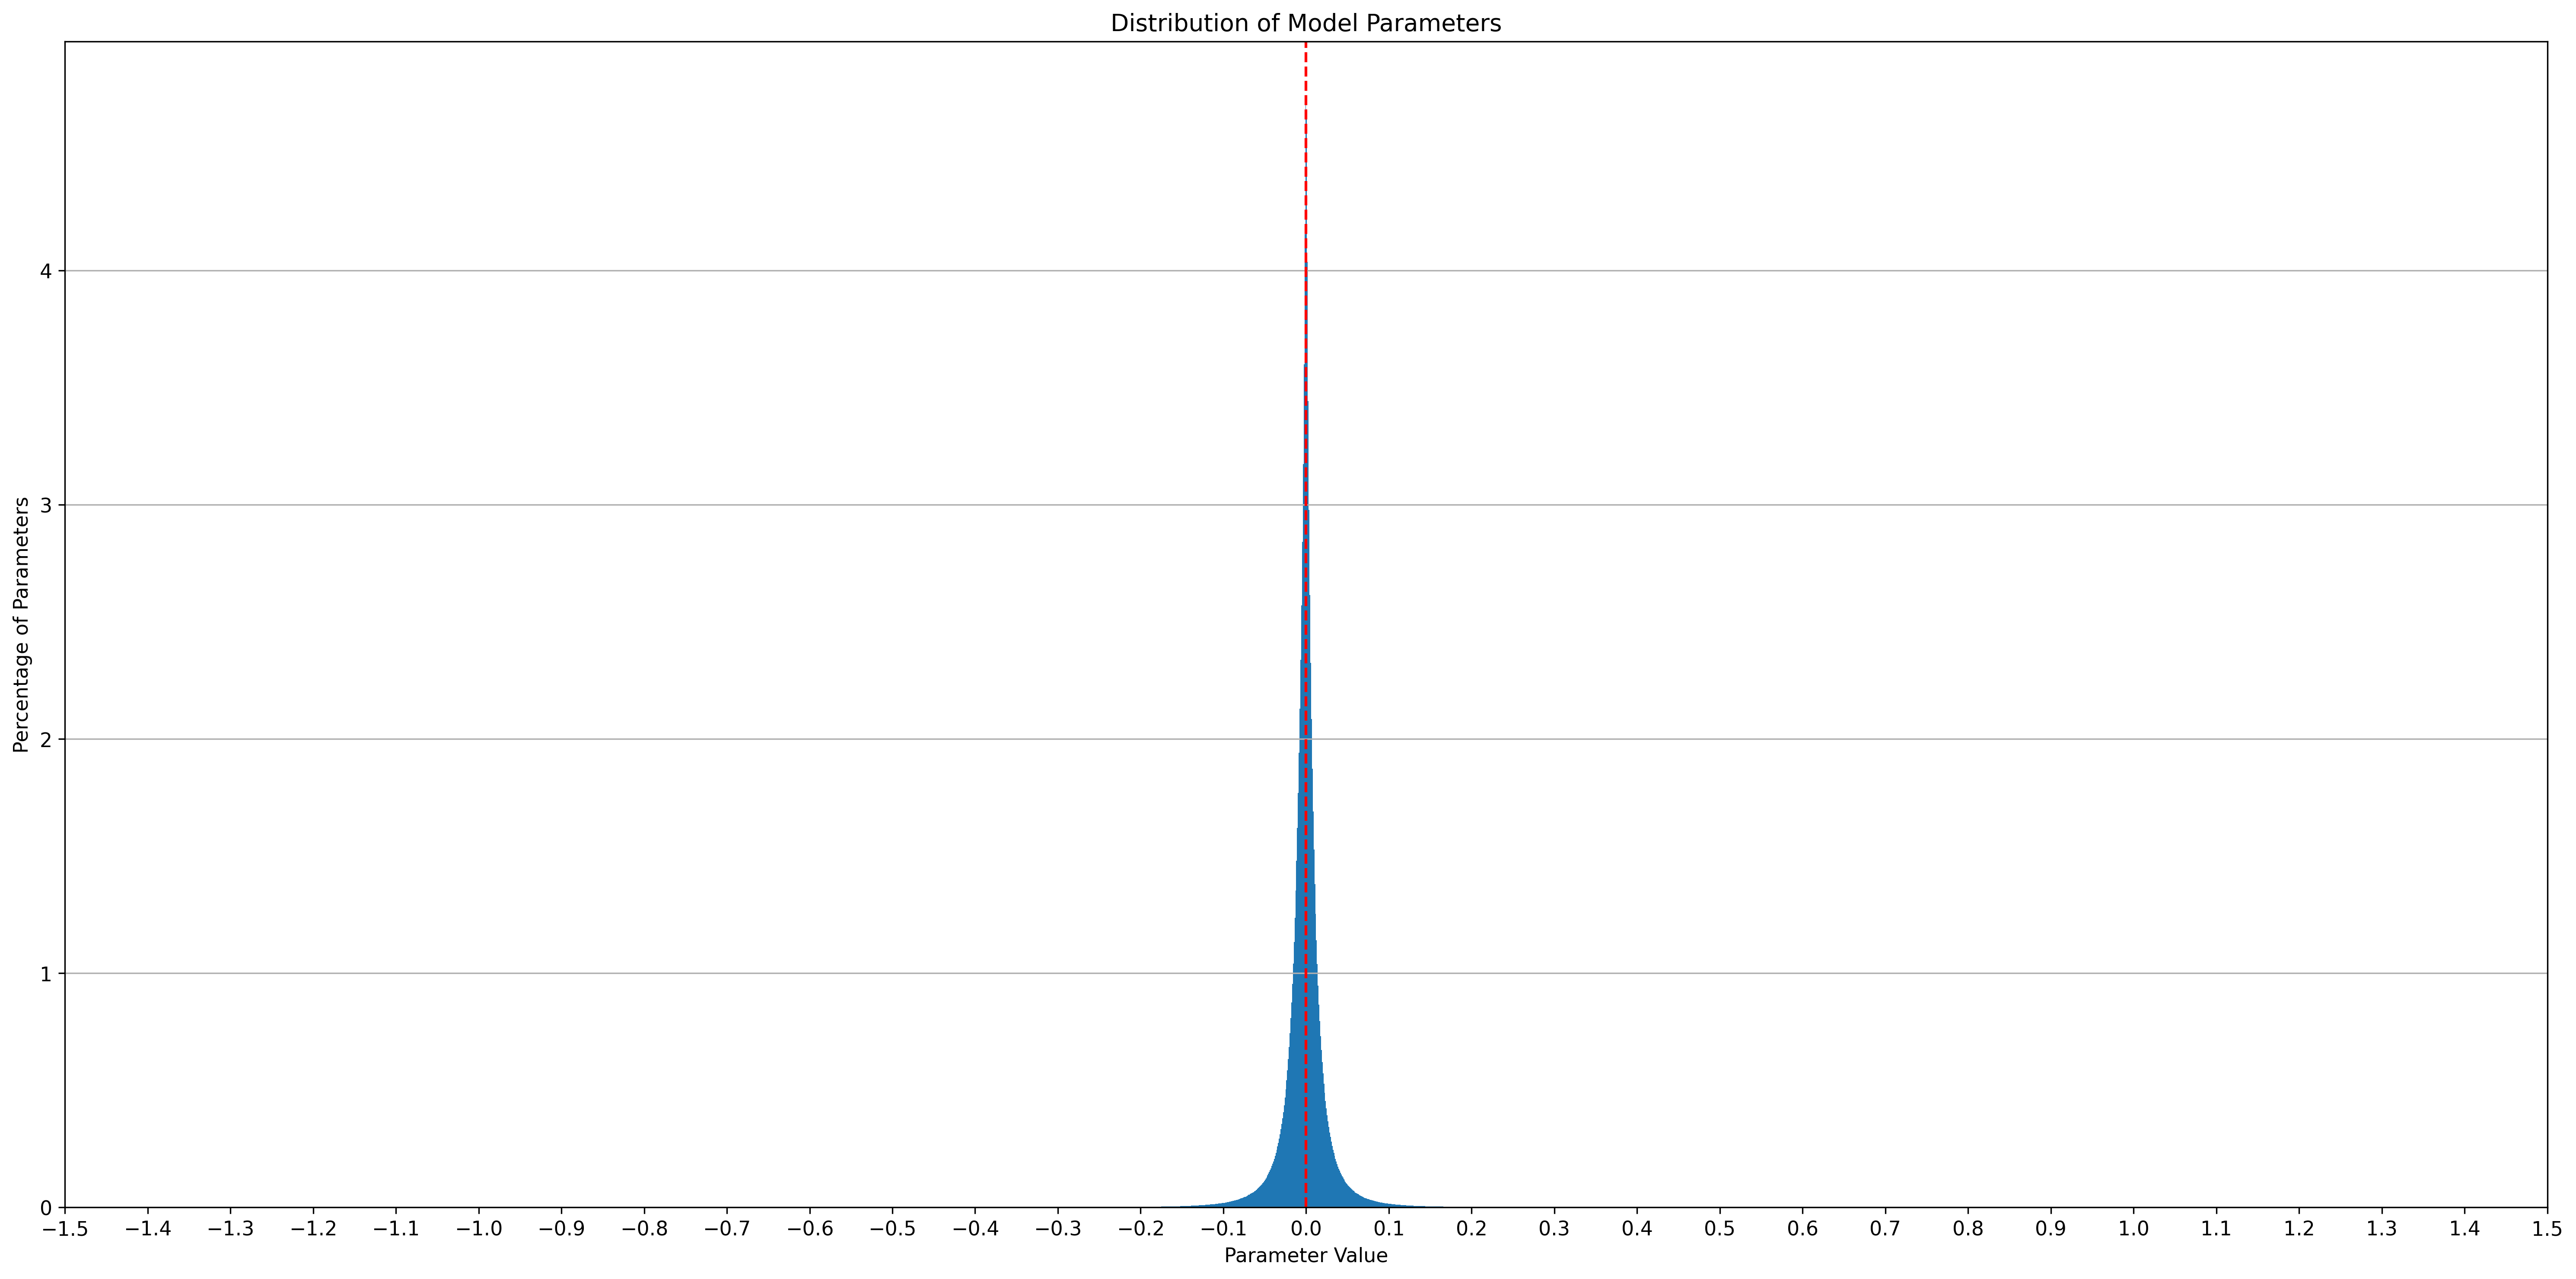 Distribution of Model Parameters
Percentage of Parameters
4
3
2
1
0
−1.5 −1.4 −1.3 −1.2 −1.1 −1.0 −0.9 −0.8 −0.7 −0.6 −0.5 −0.4 −0.3 −0.2 −0.1 0.0 0.1 0.2 0.3 0.4 0.5 0.6 0.7 0.8 0.9 1.0 1.1 1.2 1.3 1.4 1.5
Parameter Value